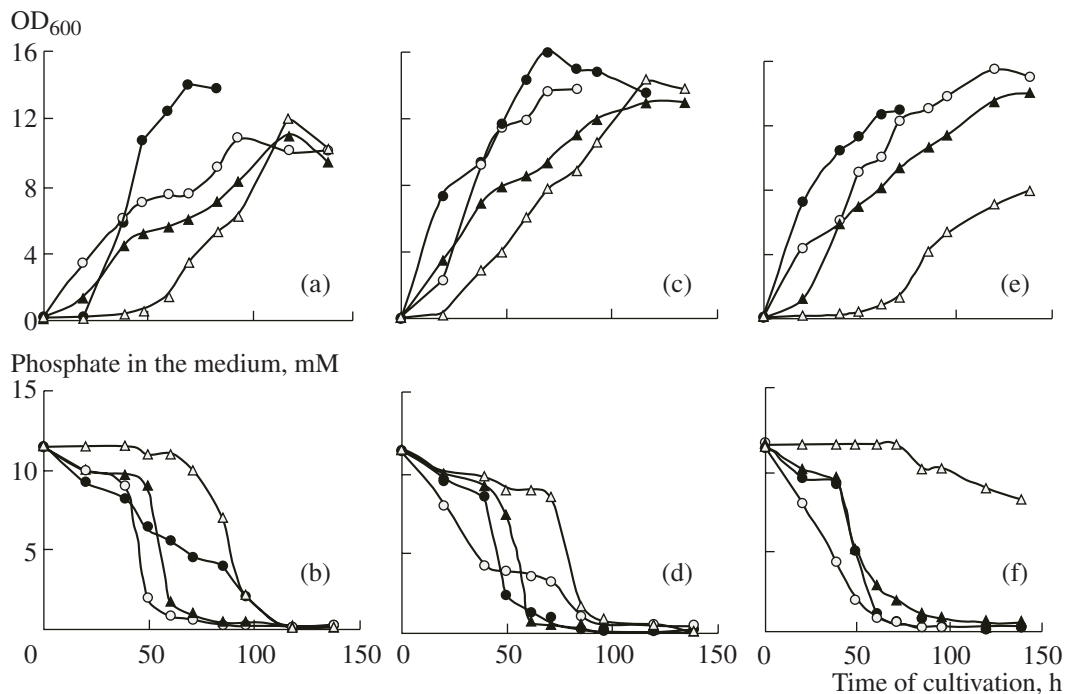 OD600
16
12
8
4
0
(a)
(c)
(e)
Phosphate in the medium, mM
15
10
5
(b)
(d)
(f)
0
50
100
150
0
50
100
150
0
50
100
150
Time of cultivation, h